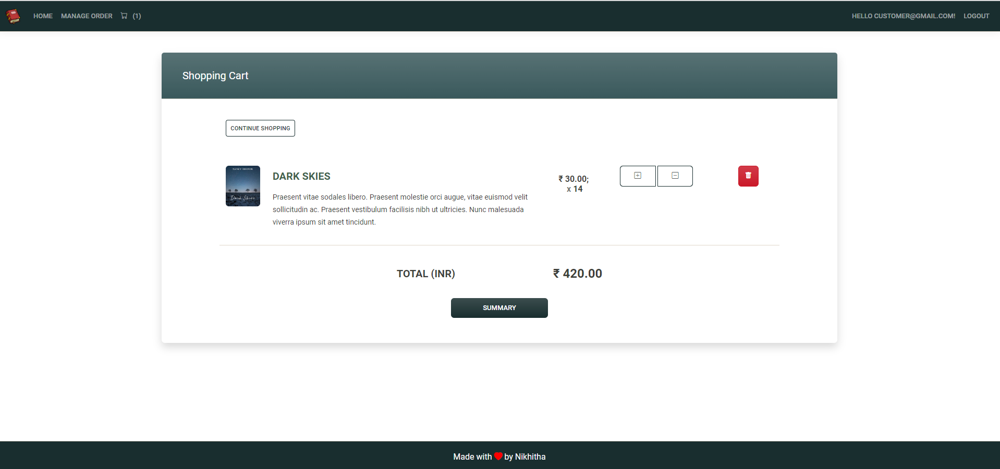 HOME MANAGE ORDER (1) HELLO CUSTOMER@GMAIL.COM! LOGOUT
Shopping Cart
CONTINUE SHOPPING
NANCY HOOVER
Dark Skies
DARK SKIES
Praesent vitae sodales libero. Praesent molestie orci augue, vitae euismod velit
sollicitudin ac. Praesent vestibulum facilisis nibh ut ultricies. Nunc malesuada
viverra ipsum sit amet tincidunt.
₹ 30.00;
x 14
TOTAL (INR) ₹ 420.00
SUMMARY
Made with ❤ by Nikhitha